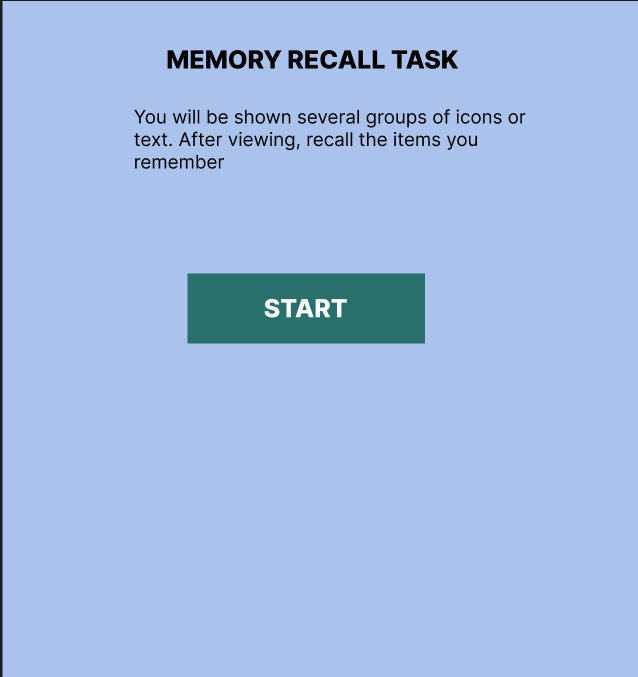 MEMORY RECALL TASK
You will be shown several groups of icons or
text. After viewing, recall the items you
remember
START